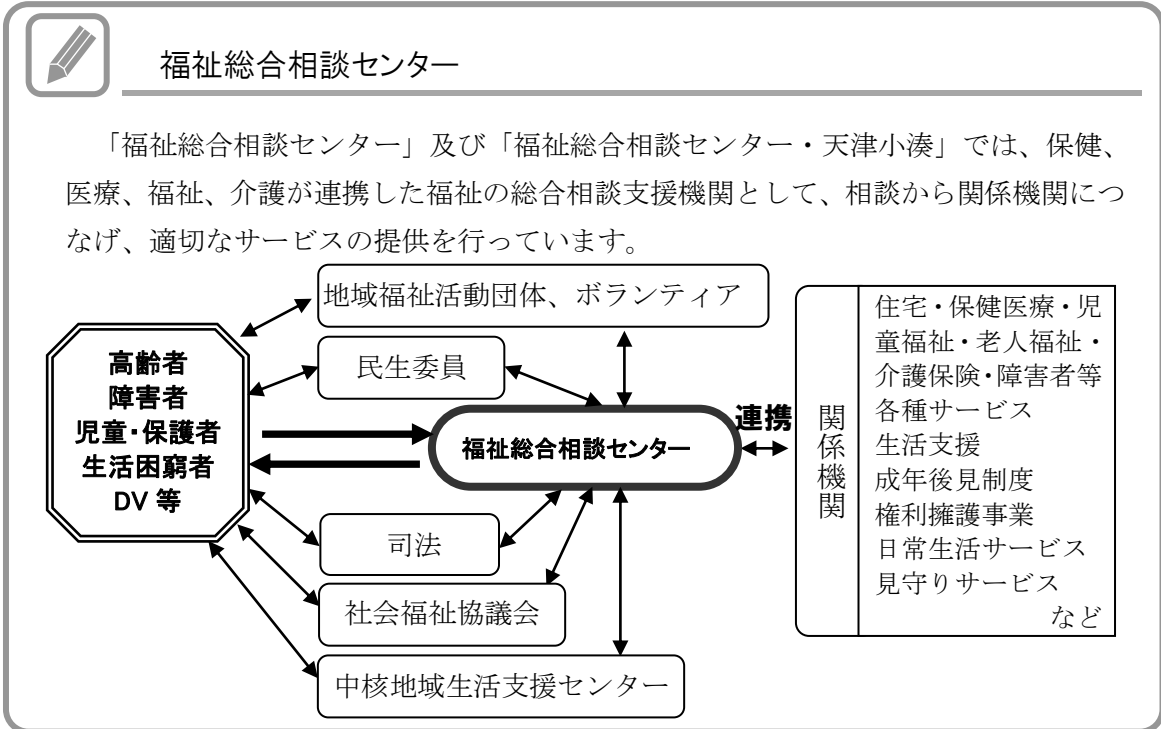 福祉総合相談センター
「福祉総合相談センター」及び「福祉総合相談センター・天津小湊」では、保健、
医療、福祉、介護が連携した福祉の総合相談支援機関として、相談から関係機関につ
なげ、適切なサービスの提供を行っています。
地域福祉活動団体、ボランティア
民生委員
高齢者
障害者
児童・保護者
生活困窮者
DV 等
福祉総合相談センター
連携
司法
社会福祉協議会
中核地域生活支援センター
関係機関
住宅・保健医療・児
童福祉・老人福祉・
介護保険・障害者等
各種サービス
生活支援
成年後見制度
権利擁護事業
日常生活サービス
見守りサービス
など